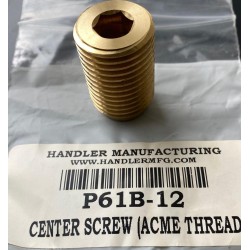 HANDLER MANUFACTURING
WWW.HANDLERMFG.COM
P61B-12
CENTER SCREW (ACME THREAD